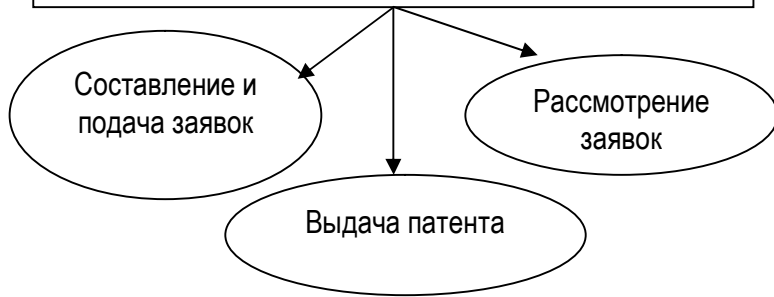 Составление и
подача заявок
Рассмотрение
заявок
Выдача патента